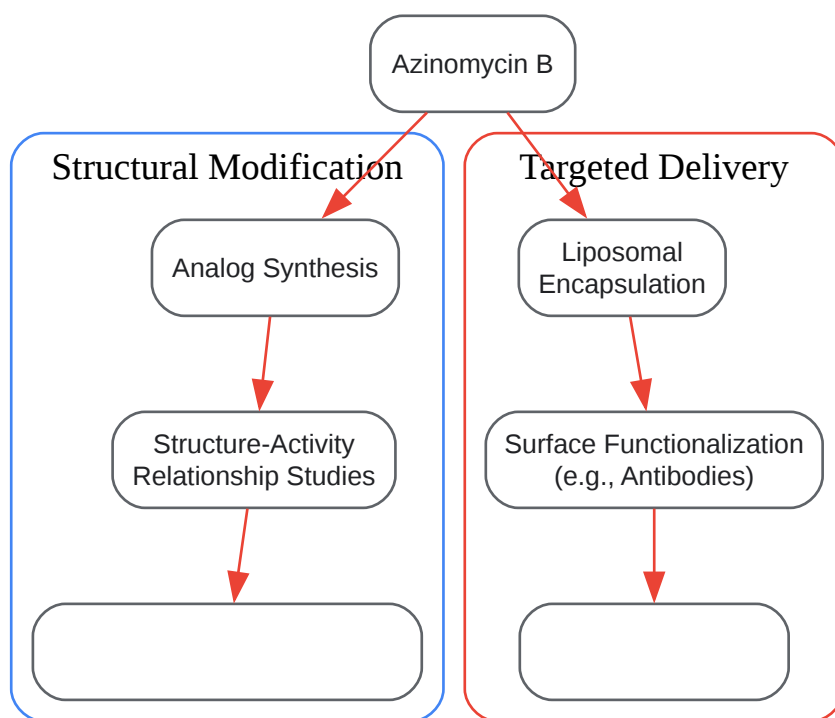 Azinomycin B
Structural Modification
Targeted Delivery
Analog Synthesis
Liposomal
Encapsulation
Structure-Activity
Relationship Studies
Surface Functionalization
(e.g., Antibodies)